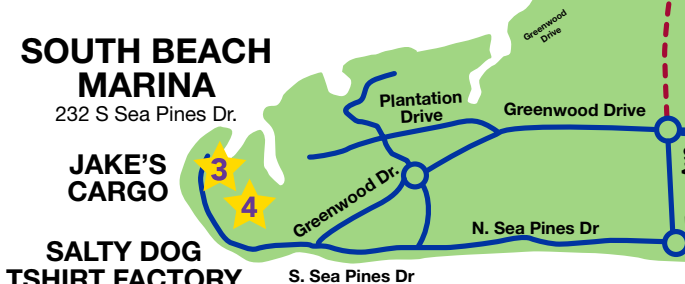 Greenwood
Drive
SOUTH BEACH
MARINA
232 S Sea Pines Dr.
Plantation
Drive
Greenwood Drive
JAKE'S
CARGO
3
4
Greenwood Dr.
N. Sea Pines Dr
SALTY DOG
TSHIRT FACTORY
S. Sea Pines Dr